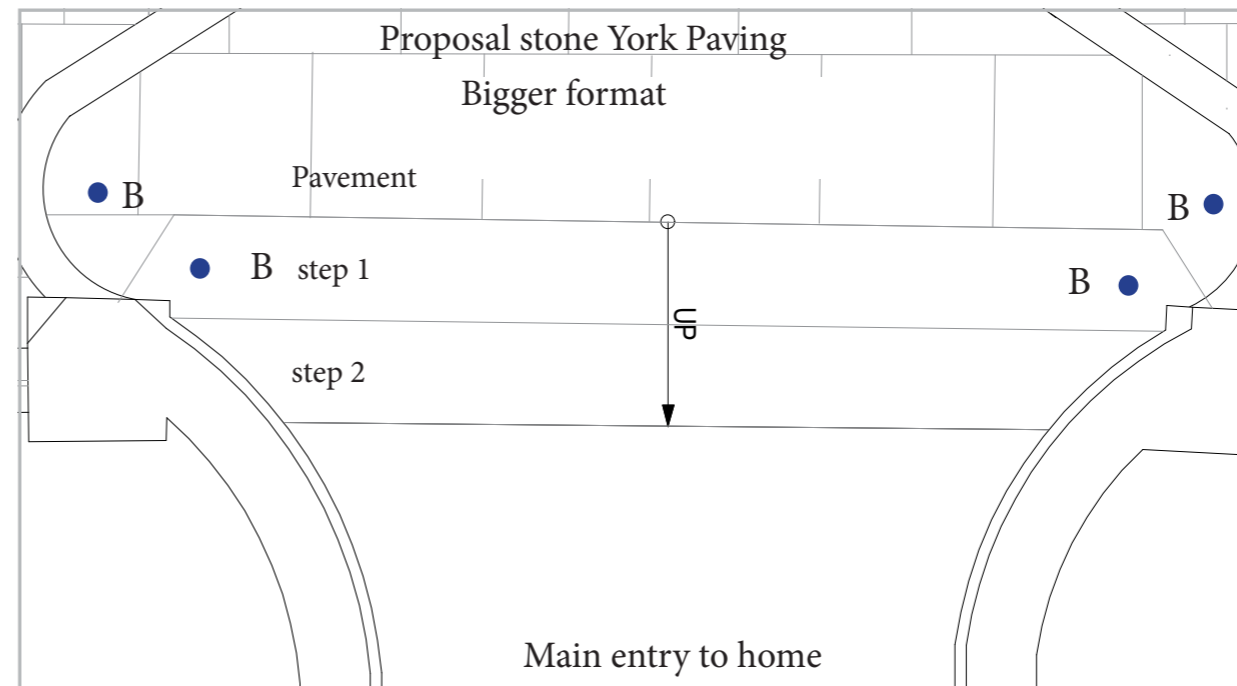 Proposal stone York Paving
Bigger format
Pavement
B
B
B
step 1
B
UP
step 2
Main entry to home